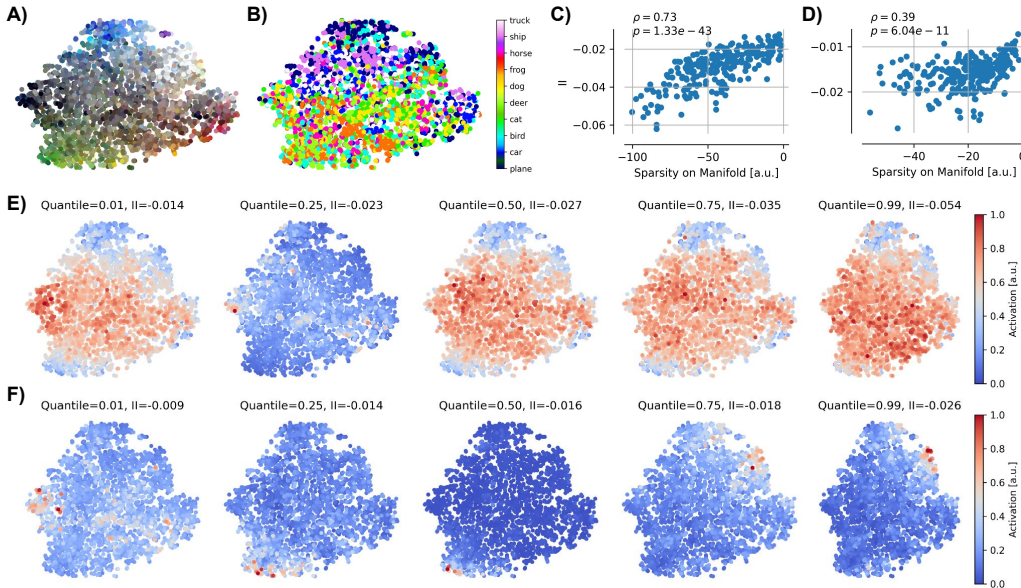 A)
B)
truck
ship
horse
frog
dog
deer
cat
bird
car
plane
C)
ρ = 0.73
p = 1.33e − 43
II
−0.02
−0.04
−0.06
−100
−50
0
Sparsity on Manifold [a.u.]
D)
ρ = 0.39
p = 6.04e − 11
−0.01
−0.02
−40
−20
0
Sparsity on Manifold [a.u.]
E)
Quantile=0.01, II=-0.014
Quantile=0.25, II=-0.023
Quantile=0.50, II=-0.027
Quantile=0.75, II=-0.035
Quantile=0.99, II=-0.054
1.0
0.8
0.6
0.4
0.2
0.0
Activation [a.u.]
F)
Quantile=0.01, II=-0.009
Quantile=0.25, II=-0.014
Quantile=0.50, II=-0.016
Quantile=0.75, II=-0.018
Quantile=0.99, II=-0.026
1.0
0.8
0.6
0.4
0.2
0.0
Activation [a.u.]